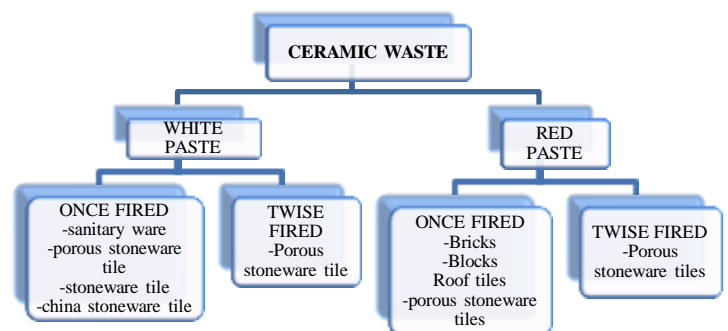 CERAMIC WASTE
WHITE
PASTE
RED
PASTE
ONCE FIRED
-sanitary ware
-porous stoneware
tile
-stoneware tile
-china stoneware tile
TWISE
FIRED
-Porous
stoneware tile
ONCE FIRED
-Bricks
-Blocks
Roof tiles
-porous stoneware
tiles
TWISE FIRED
-Porous
stoneware tiles